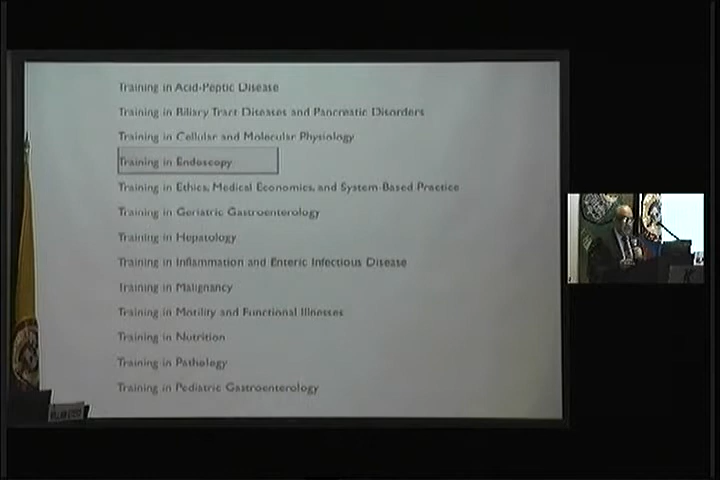 Training in Acid-Peptic Disease
Training in Biliary Tract Diseases and Pancreatic Disorders
Training in Cellular and Molecular Physiology
Training in Endoscopy
Training in Ethics, Medical Economics, and System-Based Practice
Training in Geriatric Gastroenterology
Training in Hepatology
Training in Inflammation and Enteric Infectious Disease
Training in Malignancy
Training in Motility and Functional Illnesses
Training in Nutrition
Training in Pathology
Training in Pediatric Gastroenterology